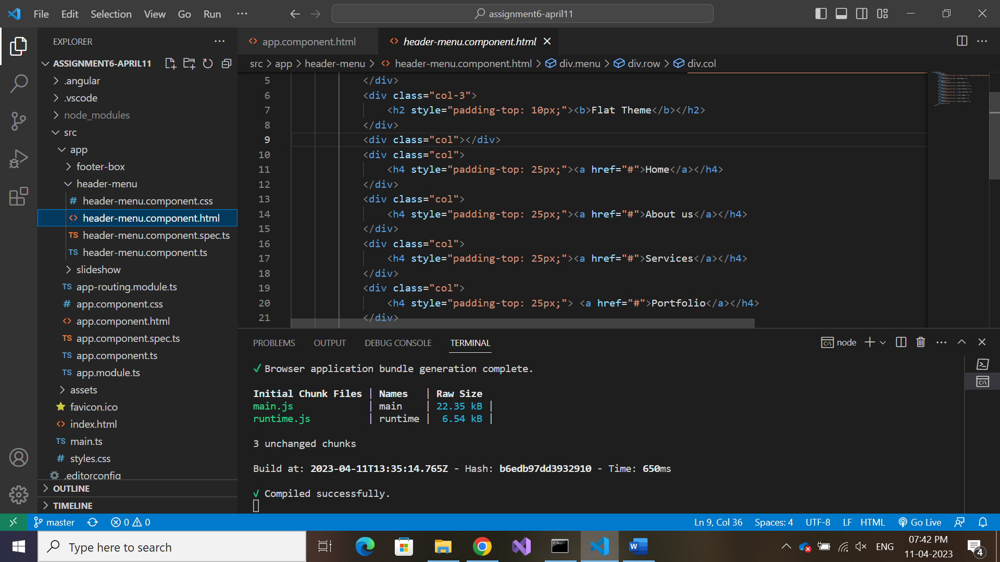 File Edit Selection View Go Run ···
assignment6-april11
EXPLORER
ASSIGNMENT6-APRIL11
.angular
.vscode
node_modules
src
app
footer-box
header-menu
# header-menu.component.css
<> header-menu.component.html
TS header-menu.component.spec.ts
TS header-menu.component.ts
slideshow
TS app-routing.module.ts
# app.component.css
<> app.component.html
TS app.component.spec.ts
TS app.component.ts
TS app.module.ts
assets
favicon.ico
<> index.html
TS main.ts
# styles.css
.editorconfig
OUTLINE
TIMELINE
<> app.component.html
<> header-menu.component.html
src > app > header-menu > <> header-menu.component.html > div.menu > div.row > div.col
5 </div>
6 <div class="col-3">
7 <h2 style="padding-top: 10px;"><b>Flat Theme</b></h2>
8 </div>
9 <div class="col"></div>
10 <div class="col">
11 <h4 style="padding-top: 25px;"><a href="#">Home</a></h4>
12 </div>
13 <div class="col">
14 <h4 style="padding-top: 25px;"><a href="#">About us</a></h4>
15 </div>
16 <div class="col">
17 <h4 style="padding-top: 25px;"><a href="#">Services</a></h4>
18 </div>
19 <div class="col">
20 <h4 style="padding-top: 25px;"> <a href="#">Portfolio</a></h4>
21 </div>
PROBLEMS OUTPUT DEBUG CONSOLE TERMINAL
node
✓ Browser application bundle generation complete.
Initial Chunk Files | Names | Raw Size
main.js | main | 22.35 kB |
runtime.js | runtime | 6.54 kB |
3 unchanged chunks
Build at: 2023-04-11T13:35:14.765Z - Hash: b6edb97dd3932910 - Time: 650ms
√ Compiled successfully.
master 0 0
Ln 9, Col 36 Spaces: 4 UTF-8 LF HTML Go Live
Type here to search
ENG
07:42 PM
11-04-2023
4